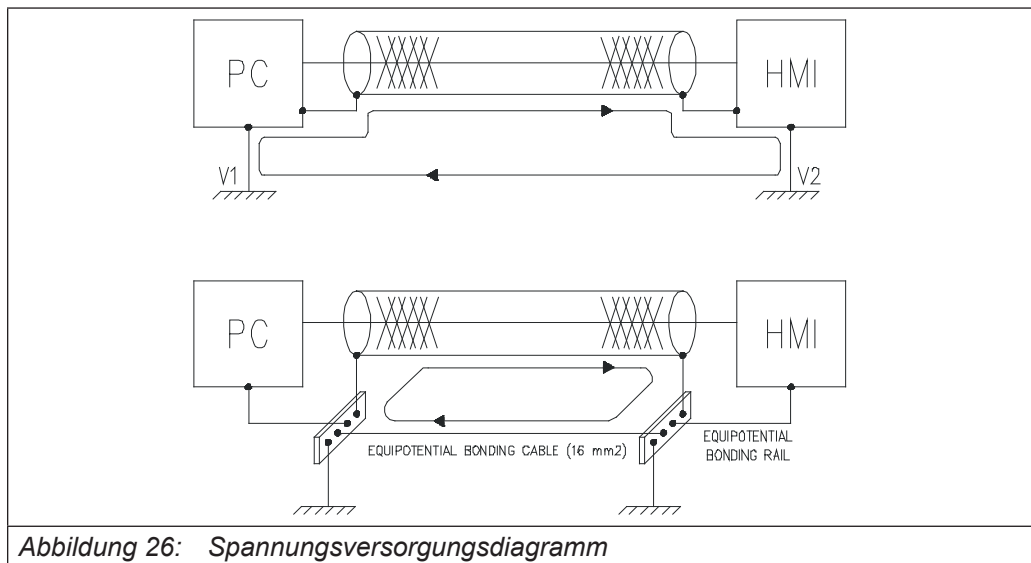 PC
HMI
V1
V2
PC
HMI
EQUIPOTENTIAL BONDING CABLE (16 mm2)
EQUIPOTENTIAL
BONDING RAIL
Abbildung 26: Spannungsversorgungsdiagramm